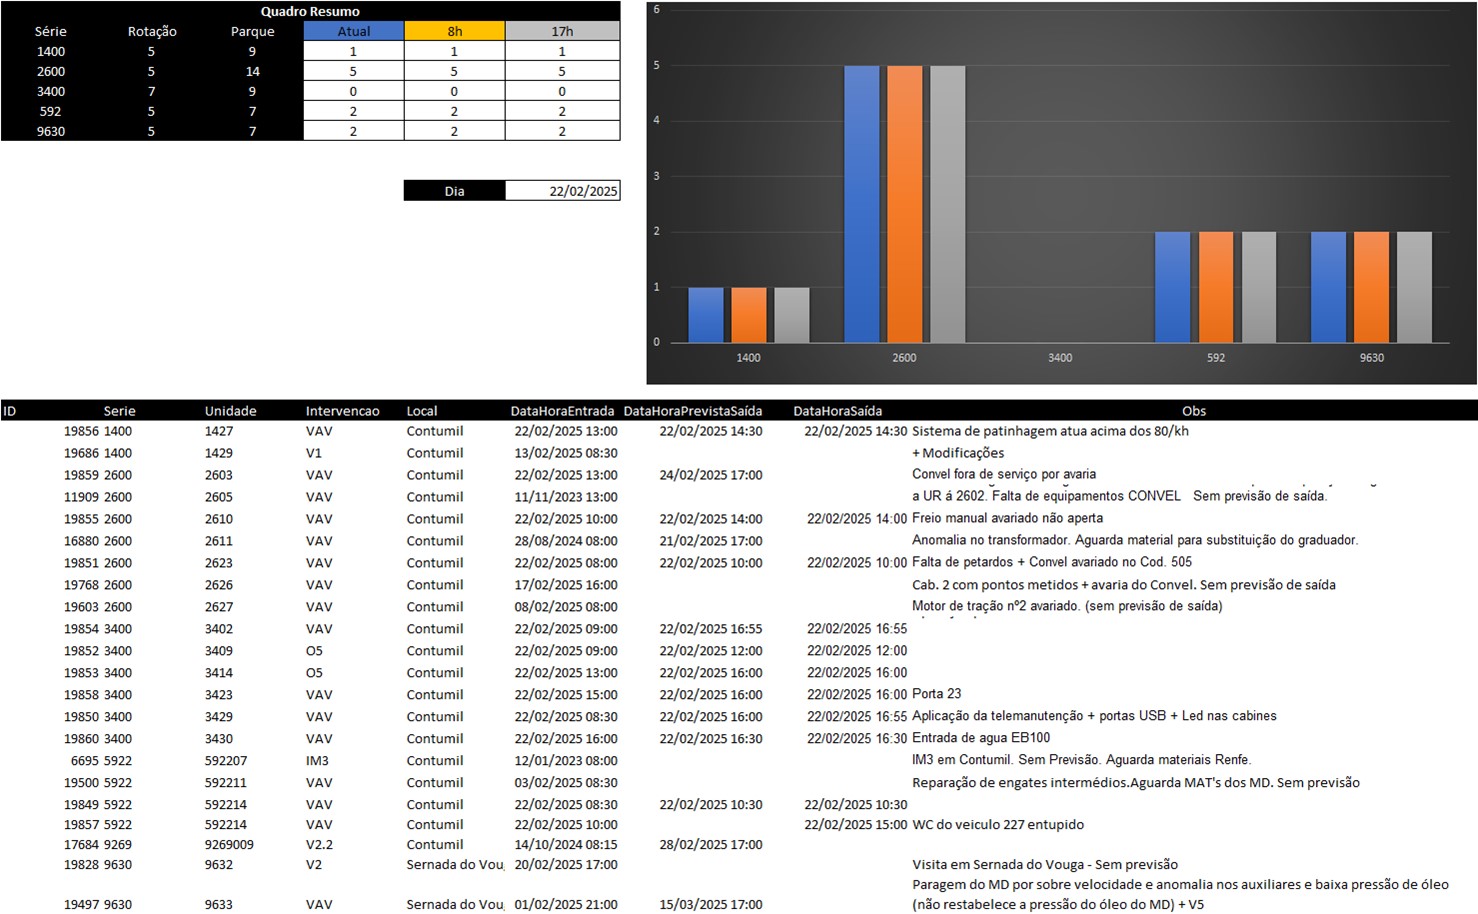 Quadro Resumo
Série Rotação Parque Atual 8h 17h
1400 5 9 1 1 1
2600 5 14 5 5 5
3400 7 9 0 0 0
592 5 7 2 2 2
9630 5 7 2 2 2
Dia 22/02/2025
6
5
4
3
2
1
0
1400 2600 3400 592 9630
ID Serie Unidade Intervencao Local DataHoraEntrada DataHoraPrevistaSaída DataHoraSaída Obs
19856 1400 1427 VAV Contumil 22/02/2025 13:00 22/02/2025 14:30 22/02/2025 14:30 Sistema de patinhagem atua acima dos 80/kh
19686 1400 1429 V1 Contumil 13/02/2025 08:30 + Modificações
19859 2600 2603 VAV Contumil 22/02/2025 13:00 24/02/2025 17:00 Convel fora de serviço por avaria
11909 2600 2605 VAV Contumil 11/11/2023 13:00 a UR á 2602. Falta de equipamentos CONVEL Sem previsão de saída.
19855 2600 2610 VAV Contumil 22/02/2025 10:00 22/02/2025 14:00 22/02/2025 14:00 Freio manual avariado não aperta
16880 2600 2611 VAV Contumil 28/08/2024 08:00 21/02/2025 17:00 Anomalia no transformador. Aguarda material para substituição do graduador.
19851 2600 2623 VAV Contumil 22/02/2025 08:00 22/02/2025 10:00 22/02/2025 10:00 Falta de petardos + Convel avariado no Cod. 505
19768 2600 2626 VAV Contumil 17/02/2025 16:00 Cab. 2 com pontos metidos + avaria do Convel. Sem previsão de saída
19603 2600 2627 VAV Contumil 08/02/2025 08:00 Motor de tração nº2 avariado. (sem previsão de saída)
19854 3400 3402 VAV Contumil 22/02/2025 09:00 22/02/2025 16:55 22/02/2025 16:55
19852 3400 3409 O5 Contumil 22/02/2025 09:00 22/02/2025 12:00 22/02/2025 12:00
19853 3400 3414 O5 Contumil 22/02/2025 13:00 22/02/2025 16:00 22/02/2025 16:00
19858 3400 3423 VAV Contumil 22/02/2025 15:00 22/02/2025 16:00 22/02/2025 16:00 Porta 23
19850 3400 3429 VAV Contumil 22/02/2025 08:30 22/02/2025 16:00 22/02/2025 16:55 Aplicação da telemanutenção + portas USB + Led nas cabines
19860 3400 3430 VAV Contumil 22/02/2025 16:00 22/02/2025 16:30 22/02/2025 16:30 Entrada de agua EB100
6695 5922 592207 IM3 Contumil 12/01/2023 08:00 IM3 em Contumil. Sem Previsão. Aguarda materiais Renfe.
19500 5922 592211 VAV Contumil 03/02/2025 08:30 Reparação de engates intermédios.Aguarda MAT's dos MD. Sem previsão
19849 5922 592214 VAV Contumil 22/02/2025 08:30 22/02/2025 10:30 22/02/2025 10:30
19857 5922 592214 VAV Contumil 22/02/2025 10:00 22/02/2025 15:00 WC do veiculo 227 entupido
17684 9269 9269009 V2.2 Contumil 14/10/2024 08:15 28/02/2025 17:00
19828 9630 9632 V2 Sernada do Vou 20/02/2025 17:00 Visita em Sernada do Vouga - Sem previsão
Paragem do MD por sobre velocidade e anomalia nos auxiliares e baixa pressão de óleo
19497 9630 9633 VAV Sernada do Vou 01/02/2025 21:00 15/03/2025 17:00 (não restabelece a pressão do óleo do MD) + V5